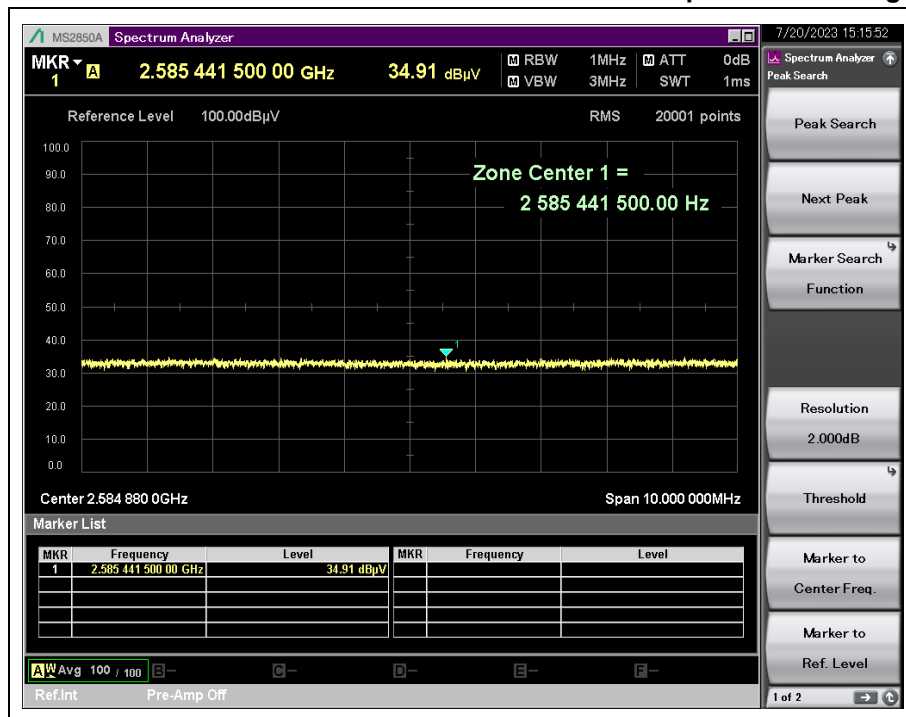 MS2850A Spectrum Analyzer
7/20/2023 15:15:52
MKR 1 A 2.585 441 500 00 GHz 34.91 dBµV
M RBW 1MHz M ATT 0dB
M VBW 3MHz SWT 1ms
Reference Level 100.00dBµV RMS 20001 points
100.0
90.0
80.0
70.0
60.0
50.0
40.0
30.0
20.0
10.0
0.0
Zone Center 1 =
2 585 441 500.00 Hz
1
Center 2.584 880 0GHz Span 10.000 000MHz
Marker List
MKR Frequency Level MKR Frequency Level
1 2.585 441 500 00 GHz 34.91 dBµV
A W Avg 100 / 100 B- C- D- E- F-
Ref.Int Pre-Amp Off
Spectrum Analyzer
Peak Search
Peak Search
Next Peak
Marker Search
Function
Resolution
2.000dB
Threshold
Marker to
Center Freq.
Marker to
Ref. Level
1 of 2